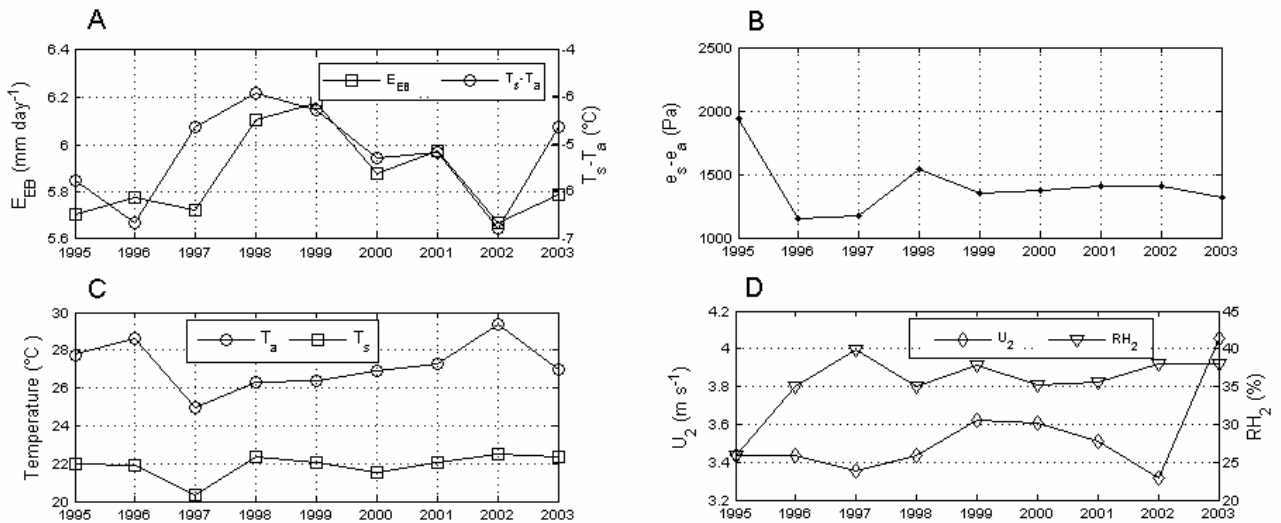 A
E_EB (mm day⁻¹)
6.4
6.2
6
5.8
5.6
E_EB T_s-T_a
-4
-6
-5
-6
-7
T_s-T_a (°C)
1995 1996 1997 1998 1999 2000 2001 2002 2003
B
e_s-e_a (Pa)
2500
2000
1500
1000
1995 1996 1997 1998 1999 2000 2001 2002 2003
C
Temperature (°C)
30
28
26
24
22
20
T_a T_s
1995 1996 1997 1998 1999 2000 2001 2002 2003
D
U_2 (m s⁻¹)
4.2
4
3.8
3.6
3.4
3.2
U_2 RH_2
45
40
35
30
25
20
RH_2 (%)
1995 1996 1997 1998 1999 2000 2001 2002 2003